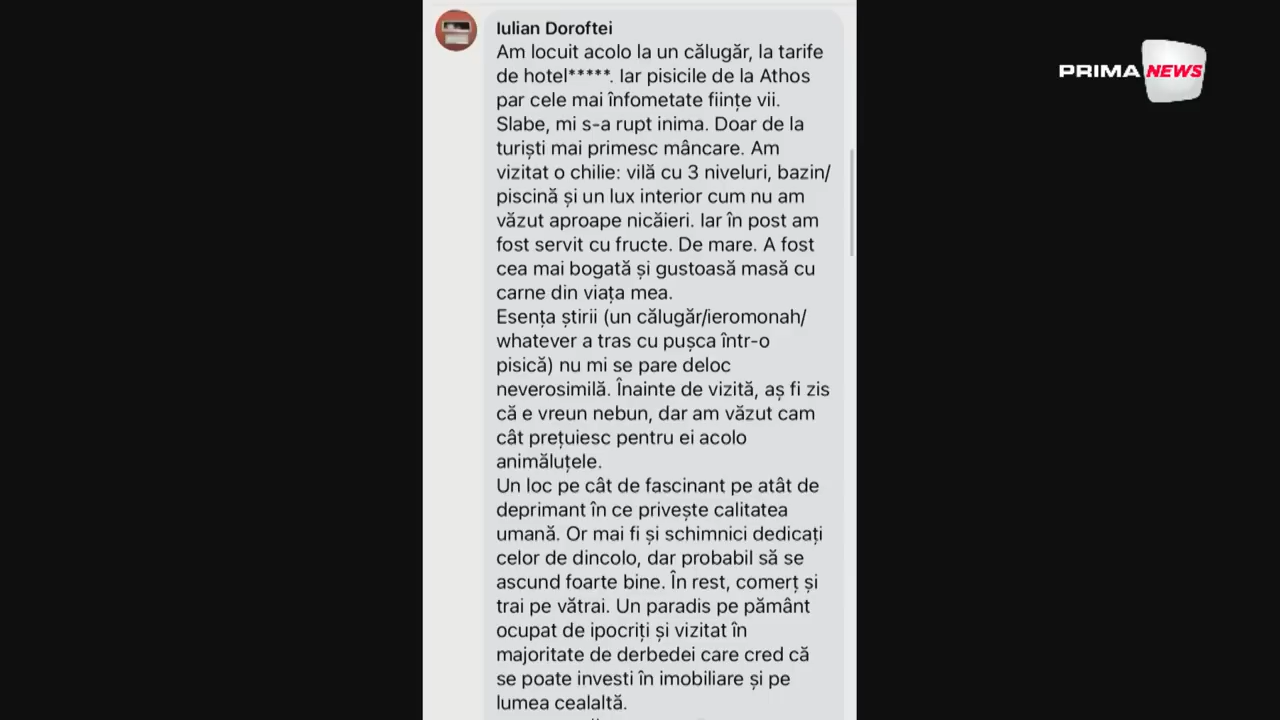 Iulian Doroftei
Am locuit acolo la un călugăr, la tarife
de hotel*****. Iar pisicile de la Athos
par cele mai înfometate ființe vii.
Slabe, mi s-a rupt inima. Doar de la
turiști mai primesc mâncare. Am
vizitat o chilie: vilă cu 3 niveluri, bazin/
piscină și un lux interior cum nu am
văzut aproape nicăieri. Iar în post am
fost servit cu fructe. De mare. A fost
cea mai bogată și gustoasă masă cu
carne din viața mea.
Esența știrii (un călugăr/ieromonah/
whatever a tras cu pușca într-o
pisică) nu mi se pare deloc
neverosimilă. Înainte de vizită, aș fi zis
că e vreun nebun, dar am văzut cam
cât prețuiesc pentru ei acolo
animăluțele.
Un loc pe cât de fascinant pe atât de
deprimant în ce privește calitatea
umană. Or mai fi și schimnici dedicați
celor de dincolo, dar probabil să se
ascund foarte bine. În rest, comerț și
trai pe vătrai. Un paradis pe pământ
ocupat de ipocriți și vizitat în
majoritate de derbedei care cred că
se poate investi în imobiliare și pe
lumea cealaltă.
PRIMA NEWS